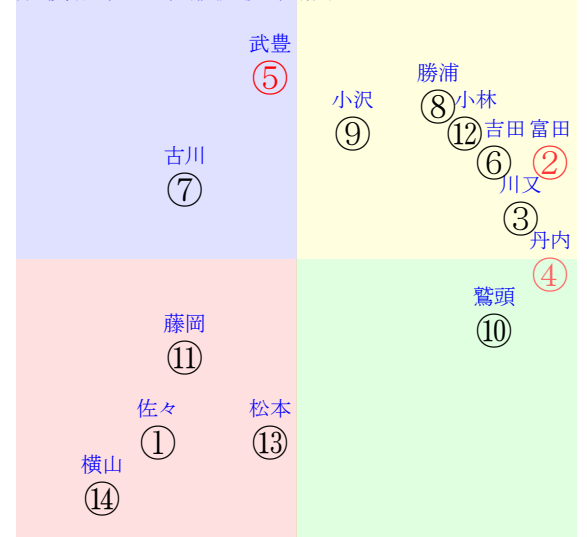 武豊
⑤
勝浦
⑧
小沢
⑨
小林
⑫
吉田
⑥
富田
②
古川
⑦
川又
③
丹内
④
鷲頭
⑩
藤岡
⑪
佐々
①
松本
⑬
横山
⑭